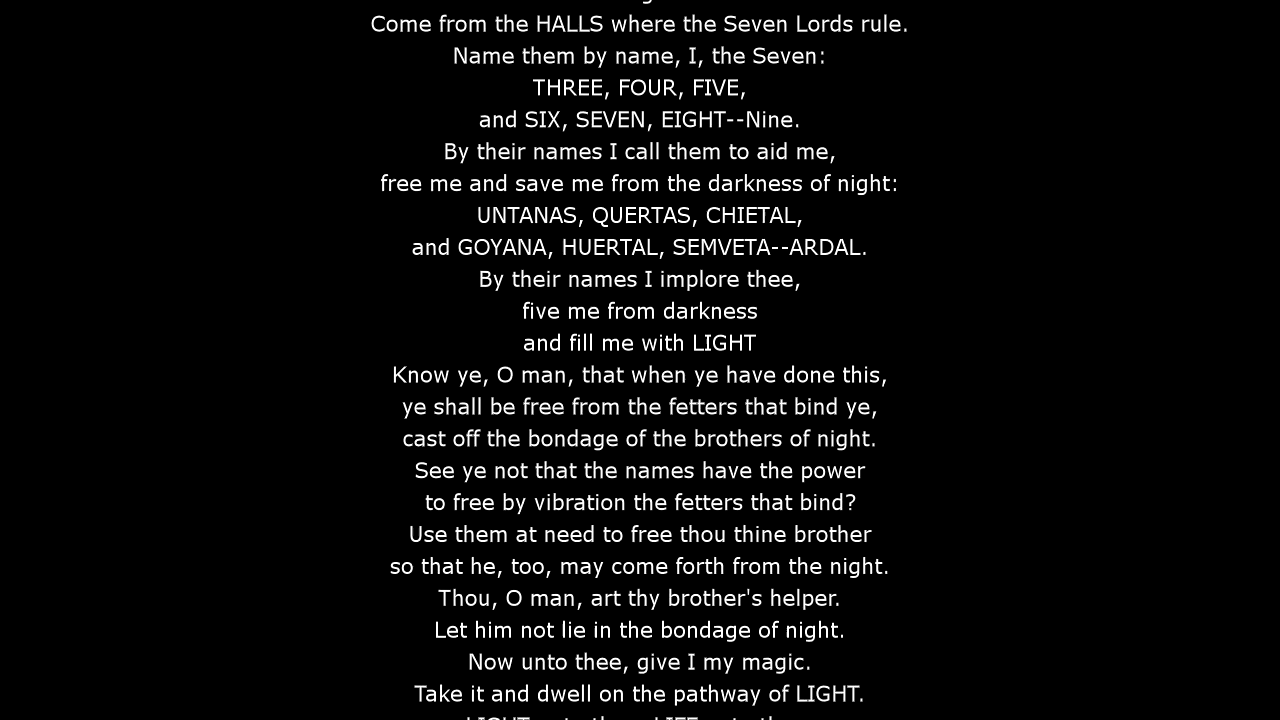 Come from the HALLS where the Seven Lords rule.
Name them by name, I, the Seven:
THREE, FOUR, FIVE,
and SIX, SEVEN, EIGHT--Nine.
By their names I call them to aid me,
free me and save me from the darkness of night:
UNTANAS, QUERTAS, CHIETAL,
and GOYANA, HUERTAL, SEMVETA--ARDAL.
By their names I implore thee,
five me from darkness
and fill me with LIGHT
Know ye, O man, that when ye have done this,
ye shall be free from the fetters that bind ye,
cast off the bondage of the brothers of night.
See ye not that the names have the power
to free by vibration the fetters that bind?
Use them at need to free thou thine brother
so that he, too, may come forth from the night.
Thou, O man, art thy brother's helper.
Let him not lie in the bondage of night.
Now unto thee, give I my magic.
Take it and dwell on the pathway of LIGHT.